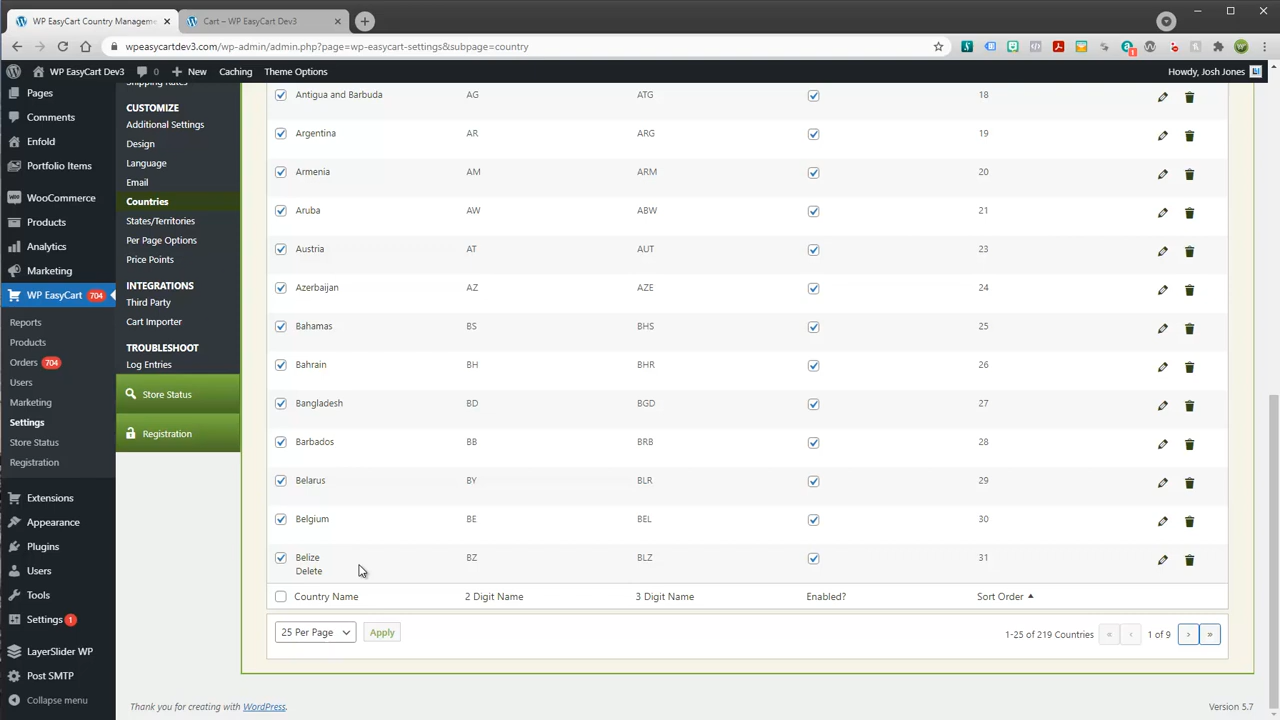 WP EasyCart Country Manageme
Cart – WP EasyCart Dev3
wpeasycartdev3.com/wp-admin/admin.php?page=wp-easycart-settings&subpage=country
WP EasyCart Dev3
0
New
Caching
Theme Options
Howdy, Josh Jones
Pages
Comments
Enfold
Portfolio Items
WooCommerce
Products
Analytics
Marketing
WP EasyCart 704
Reports
Products
Orders 704
Users
Marketing
Settings
Store Status
Registration
Extensions
Appearance
Plugins
Users
Tools
Settings 1
LayerSlider WP
Post SMTP
Collapse menu
Shipping Rates
CUSTOMIZE
Additional Settings
Design
Language
Email
Countries
States/Territories
Per Page Options
Price Points
INTEGRATIONS
Third Party
Cart Importer
TROUBLESHOOT
Log Entries
Store Status
Registration
Antigua and Barbuda AG ATG 18
Argentina AR ARG 19
Armenia AM ARM 20
Aruba AW ABW 21
Austria AT AUT 23
Azerbaijan AZ AZE 24
Bahamas BS BHS 25
Bahrain BH BHR 26
Bangladesh BD BGD 27
Barbados BB BRB 28
Belarus BY BLR 29
Belgium BE BEL 30
Belize BZ BLZ 31
Delete
Country Name 2 Digit Name 3 Digit Name Enabled? Sort Order
25 Per Page Apply 1-25 of 219 Countries « ‹ 1 of 9 › »
Thank you for creating with WordPress.
Version 5.7